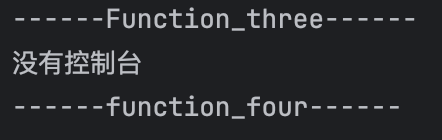 ------Function_three------
没有控制台
------function_four------